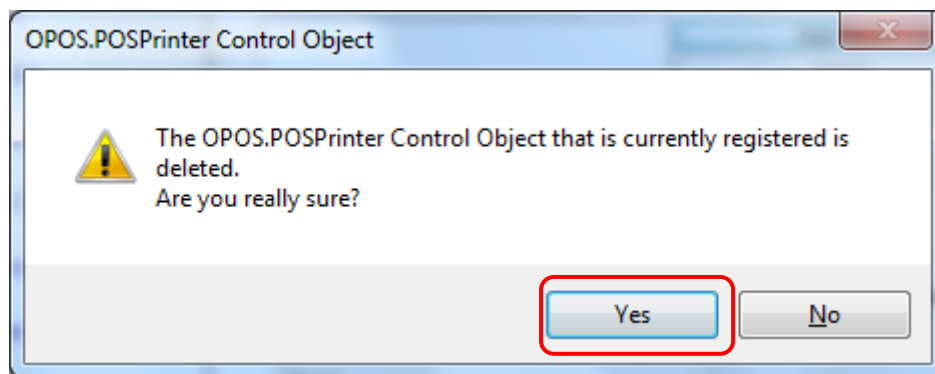 OPOS.POSPrinter Control Object
The OPOS.POSPrinter Control Object that is currently registered is
deleted.
Are you really sure?
Yes
No